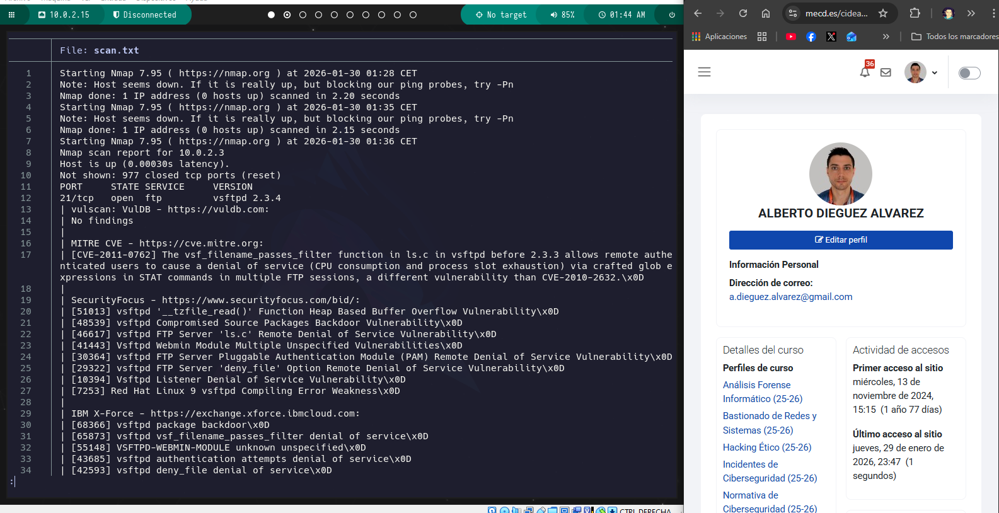 10.0.2.15
Disconnected
No target
85%
01:44 AM
File: scan.txt
1 Starting Nmap 7.95 ( https://nmap.org ) at 2026-01-30 01:28 CET
2 Note: Host seems down. If it is really up, but blocking our ping probes, try -Pn
3 Nmap done: 1 IP address (0 hosts up) scanned in 2.20 seconds
4 Starting Nmap 7.95 ( https://nmap.org ) at 2026-01-30 01:35 CET
5 Note: Host seems down. If it is really up, but blocking our ping probes, try -Pn
6 Nmap done: 1 IP address (0 hosts up) scanned in 2.15 seconds
7 Starting Nmap 7.95 ( https://nmap.org ) at 2026-01-30 01:36 CET
8 Nmap scan report for 10.0.2.3
9 Host is up (0.00030s latency).
10 Not shown: 977 closed tcp ports (reset)
11 PORT     STATE SERVICE     VERSION
12 21/tcp   open  ftp         vsftpd 2.3.4
13 | vulscan: VulDB - https://vuldb.com:
14 | No findings
15 |
16 | MITRE CVE - https://cve.mitre.org:
17 | [CVE-2011-0762] The vsf_filename_passes_filter function in ls.c in vsftpd before 2.3.3 allows remote authe
nticated users to cause a denial of service (CPU consumption and process slot exhaustion) via crafted glob e
xpressions in STAT commands in multiple FTP sessions, a different vulnerability than CVE-2010-2632.\x0D
18 |
19 | SecurityFocus - https://www.securityfocus.com/bid/:
20 | [51013] vsftpd '__tzfile_read()' Function Heap Based Buffer Overflow Vulnerability\x0D
21 | [48539] vsftpd Compromised Source Packages Backdoor Vulnerability\x0D
22 | [46617] vsftpd FTP Server 'ls.c' Remote Denial of Service Vulnerability\x0D
23 | [41443] Vsftpd Webmin Module Multiple Unspecified Vulnerabilities\x0D
24 | [30364] vsftpd FTP Server Pluggable Authentication Module (PAM) Remote Denial of Service Vulnerability\x0D
25 | [29322] vsftpd FTP Server 'deny_file' Option Remote Denial of Service Vulnerability\x0D
26 | [10394] Vsftpd Listener Denial of Service Vulnerability\x0D
27 | [7253] Red Hat Linux 9 vsftpd Compiling Error Weakness\x0D
28 |
29 | IBM X-Force - https://exchange.xforce.ibmcloud.com:
30 | [68366] vsftpd package backdoor\x0D
31 | [65873] vsftpd vsf_filename_passes_filter denial of service\x0D
32 | [55148] VSFTPD-WEBMIN-MODULE unknown unspecified\x0D
33 | [43685] vsftpd authentication attempts denial of service\x0D
34 | [42593] vsftpd deny_file denial of service\x0D
:
CTRL DERECHA
mecd.es/cidea...
Aplicaciones
Todos los marcadores
36
ALBERTO DIEGUEZ ALVAREZ
Editar perfil
Información Personal
Dirección de correo:
a.dieguez.alvarez@gmail.com
Detalles del curso
Perfiles de curso
Análisis Forense
Informático (25-26)
Bastionado de Redes y
Sistemas (25-26)
Hacking Ético (25-26)
Incidentes de
Ciberseguridad (25-26)
Normativa de
Ciberseguridad (25-26)
Actividad de accesos
Primer acceso al sitio
miércoles, 13 de
noviembre de 2024,
15:15  (1 año 77 días)
Último acceso al sitio
jueves, 29 de enero de
2026, 23:47  (1
segundos)